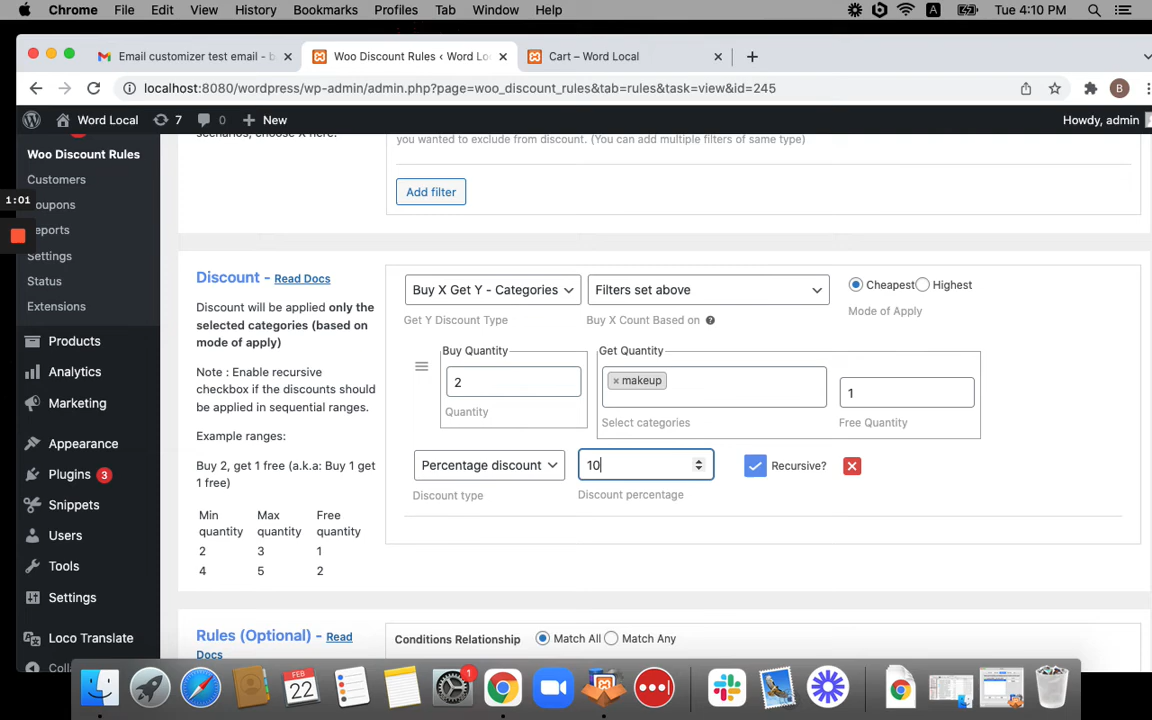 Chrome File Edit View History Bookmarks Profiles Tab Window Help A Tue 4:10 PM
Email customizer test email - b × Woo Discount Rules ‹ Word Lo × Cart – Word Local × +
localhost:8080/wordpress/wp-admin/admin.php?page=woo_discount_rules&tab=rules&task=view&id=245 B
Word Local 7 0 + New Howdy, admin
Woo Discount Rules
Customers
oupons
eports
Settings
Status
Extensions
Products
Analytics
Marketing
Appearance
Plugins 3
Snippets
Users
Tools
Settings
Loco Translate
1:01
scenarios, choose X here.
you wanted to exclude from discount. (You can add multiple filters of same type)
Add filter
Discount - Read Docs
Discount will be applied only the
selected categories (based on
mode of apply)
Note : Enable recursive
checkbox if the discounts should
be applied in sequential ranges.
Example ranges:
Buy 2, get 1 free (a.k.a: Buy 1 get
1 free)
Min Max Free
quantity quantity quantity
2 3 1
4 5 2
Buy X Get Y - Categories Filters set above Cheapest Highest
Get Y Discount Type Buy X Count Based on ? Mode of Apply
Buy Quantity Get Quantity
2 × makeup 1
Quantity Select categories Free Quantity
Percentage discount 10 Recursive? ×
Discount type Discount percentage
Rules (Optional) - Read
Docs
Conditions Relationship Match All Match Any
FEB 22 1